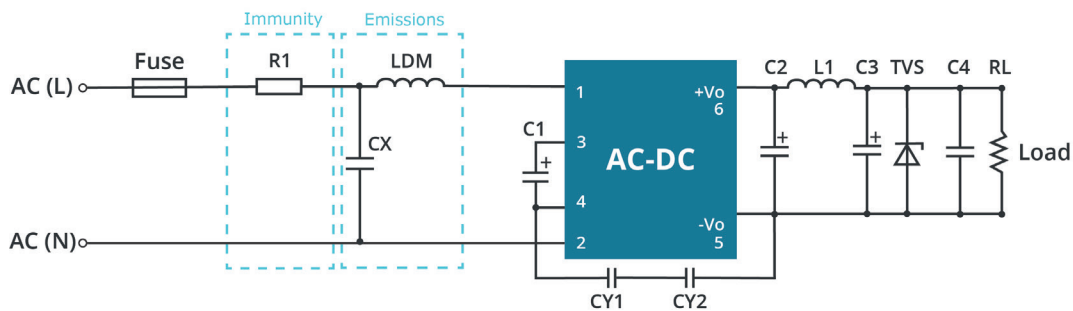 Immunity Emissions
Fuse R1 LDM C2 L1 C3 TVS C4 RL
AC (L)
1 +Vo
6
C1 3
CX + AC-DC + + Load
4
-Vo
AC (N) 2 5
CY1 CY2